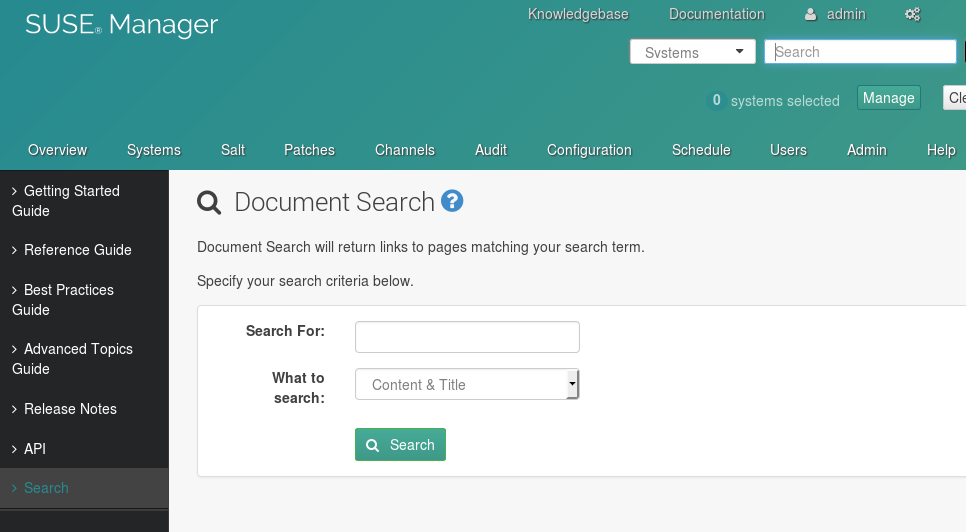 SUSE® Manager
Knowledgebase Documentation admin
Systems Search
0 systems selected Manage Cle
Overview Systems Salt Patches Channels Audit Configuration Schedule Users Admin Help
Getting Started
Guide
Reference Guide
Best Practices
Guide
Advanced Topics
Guide
Release Notes
API
Search
Document Search ?
Document Search will return links to pages matching your search term.
Specify your search criteria below.
Search For:
What to
search:
Content & Title
Search